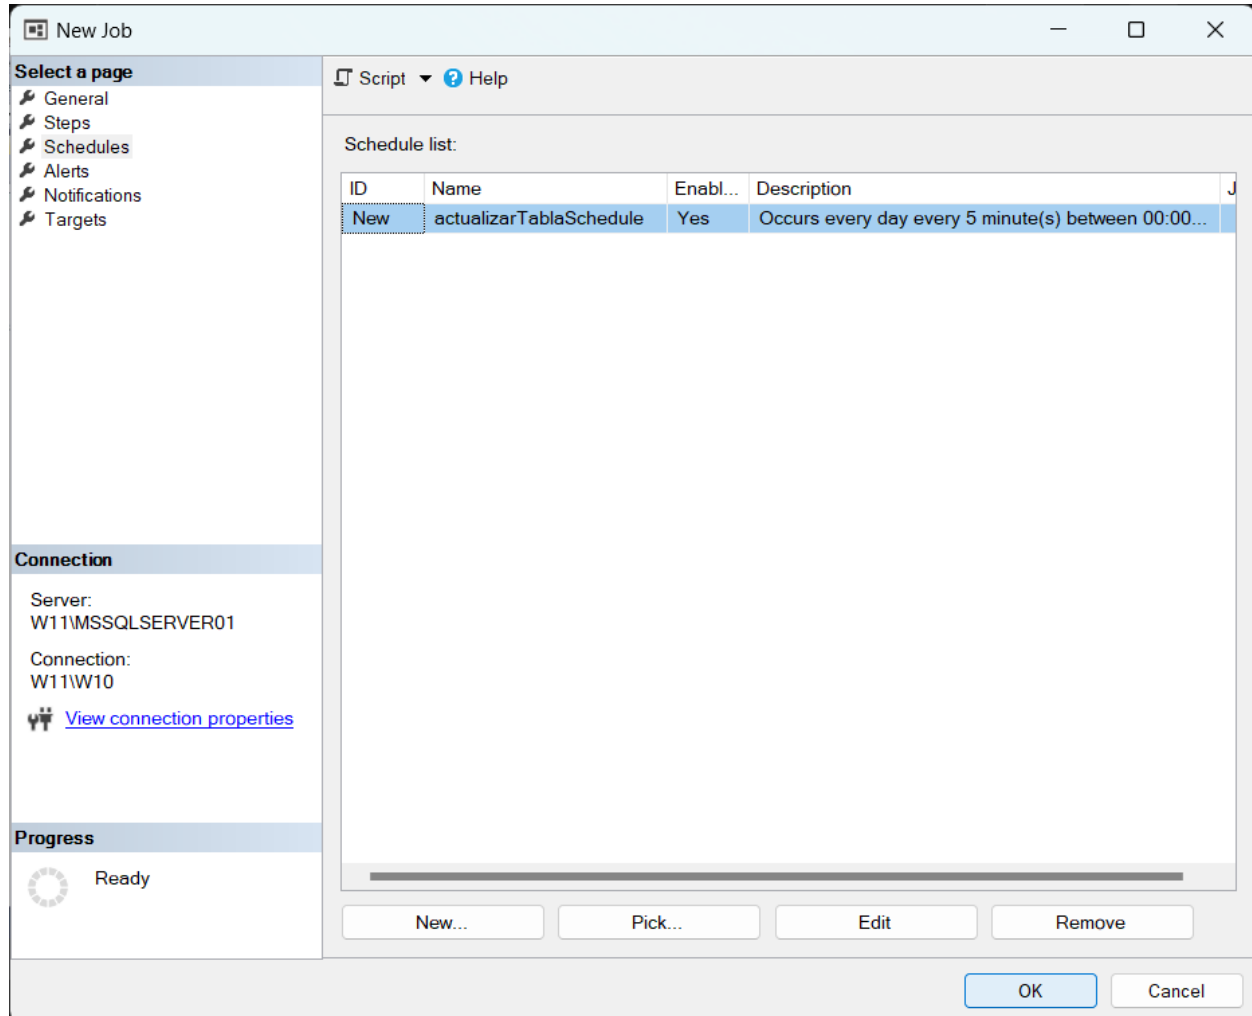 New Job
Select a page
General
Steps
Schedules
Alerts
Notifications
Targets
Script Help
Schedule list:
ID Name Enabl... Description J
New actualizarTablaSchedule Yes Occurs every day every 5 minute(s) between 00:00...
Connection
Server:
W11\MSSQLSERVER01
Connection:
W11\W10
View connection properties
Progress
Ready
New... Pick... Edit Remove
OK Cancel